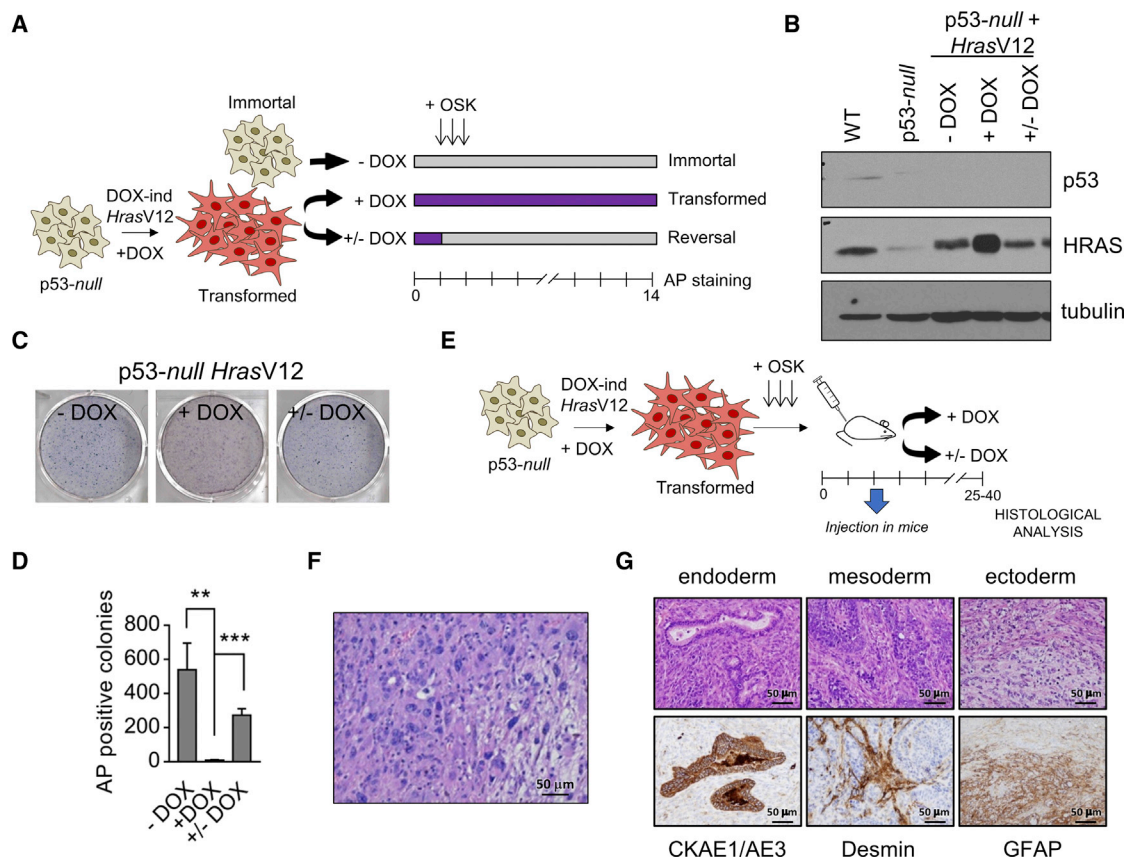 A
Immortal
+ OSK
- DOX
Immortal
DOX-ind
HrasV12
+DOX
+ DOX
Transformed
+/- DOX
Reversal
p53-null
Transformed
0
14
AP staining
B
p53-null +
HrasV12
WT
p53-null
- DOX
+ DOX
+/- DOX
p53
HRAS
tubulin
C
p53-null HrasV12
- DOX
+ DOX
+/- DOX
D
AP positive colonies
**
***
800
600
400
200
0
- DOX
+DOX
+/- DOX
E
DOX-ind
HrasV12
+ DOX
p53-null
Transformed
+ OSK
+ DOX
+/- DOX
0
25-40
Injection in mice
HISTOLOGICAL
ANALYSIS
F
50 μm
G
endoderm
mesoderm
ectoderm
50 μm
50 μm
50 μm
50 μm
50 μm
50 μm
CKAE1/AE3
Desmin
GFAP